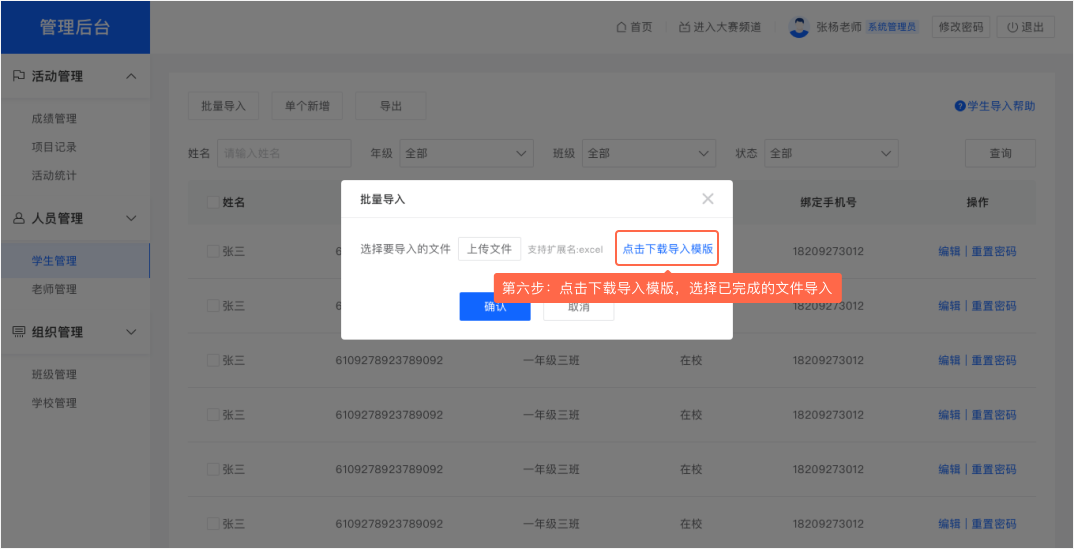 管理后台
首页 进入大赛频道 张杨老师 系统管理员 修改密码 退出
活动管理
成绩管理
项目记录
活动统计
人员管理
学生管理
老师管理
组织管理
班级管理
学校管理
批量导入 单个新增 导出 学生导入帮助
姓名 请输入姓名 年级 全部 班级 全部 状态 全部 查询
姓名 绑定手机号 操作
张三 6 18209273012 编辑 | 重置密码
张三 6 18209273012 编辑 | 重置密码
张三 6109278923789092 一年级三班 在校 18209273012 编辑 | 重置密码
张三 6109278923789092 一年级三班 在校 18209273012 编辑 | 重置密码
张三 6109278923789092 一年级三班 在校 18209273012 编辑 | 重置密码
张三 6109278923789092 一年级三班 在校 18209273012 编辑 | 重置密码
批量导入
选择要导入的文件 上传文件 支持扩展名:excel 点击下载导入模版
第六步：点击下载导入模版，选择已完成的文件导入
确认 取消